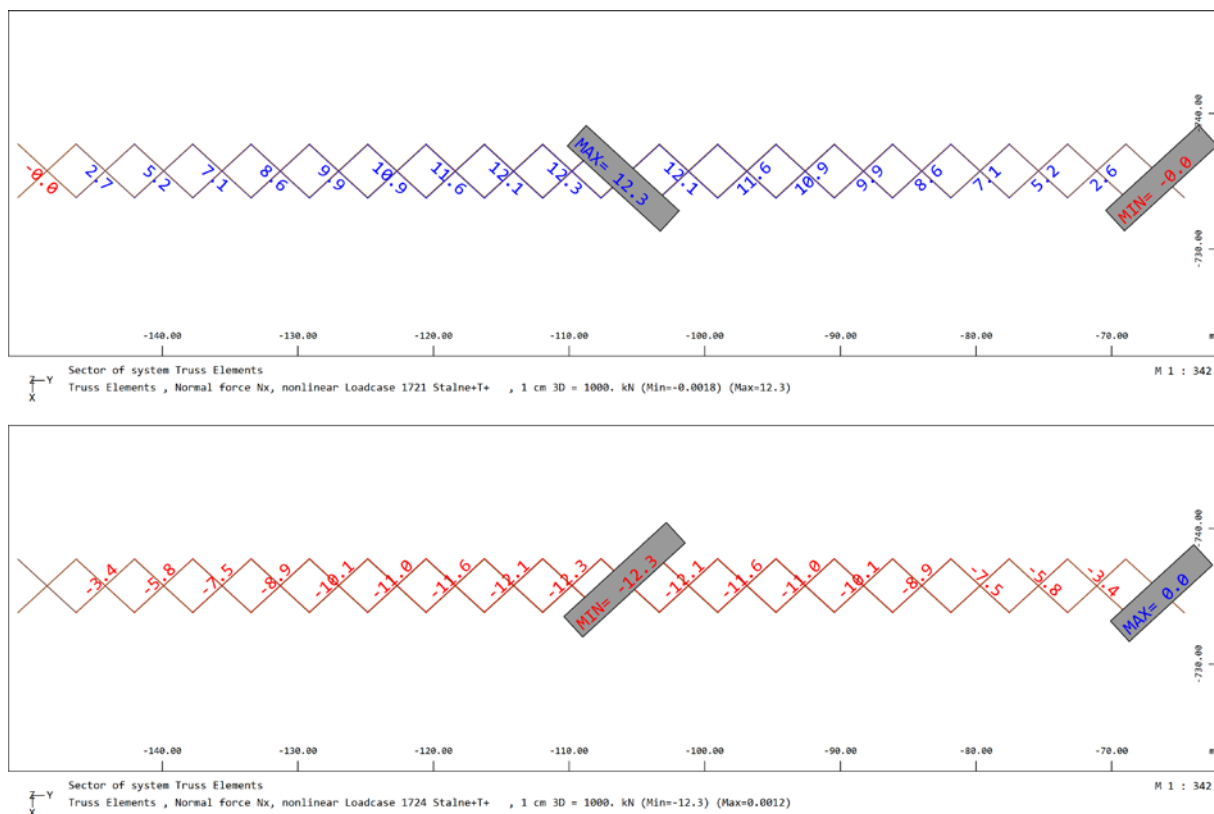 -740.00
MAX= 12.3
-0.0 2.7 5.2 7.1 8.6 9.9 10.9 11.6 12.1 12.3 12.1 11.6 10.9 9.9 8.6 7.1 5.2 2.6
MIN= -0.0
-730.00
-140.00 -130.00 -120.00 -110.00 -100.00 -90.00 -80.00 -70.00 m
Z Y X
Sector of system Truss Elements M 1 : 342
Truss Elements , Normal force Nx, nonlinear Loadcase 1721 Stalne+T+ , 1 cm 3D = 1000. kN (Min=-0.0018) (Max=12.3)
-740.00
-3.4 -5.8 -7.5 -8.9 -10.1 -11.0 -11.6 -12.1 -12.3 MIN= -12.3 -12.1 -11.6 -11.0 -10.1 -8.9 -7.5 -5.8 -3.4 MAX= 0.0
-730.00
-140.00 -130.00 -120.00 -110.00 -100.00 -90.00 -80.00 -70.00 m
Z Y X
Sector of system Truss Elements M 1 : 342
Truss Elements , Normal force Nx, nonlinear Loadcase 1724 Stalne+T+ , 1 cm 3D = 1000. kN (Min=-12.3) (Max=0.0012)